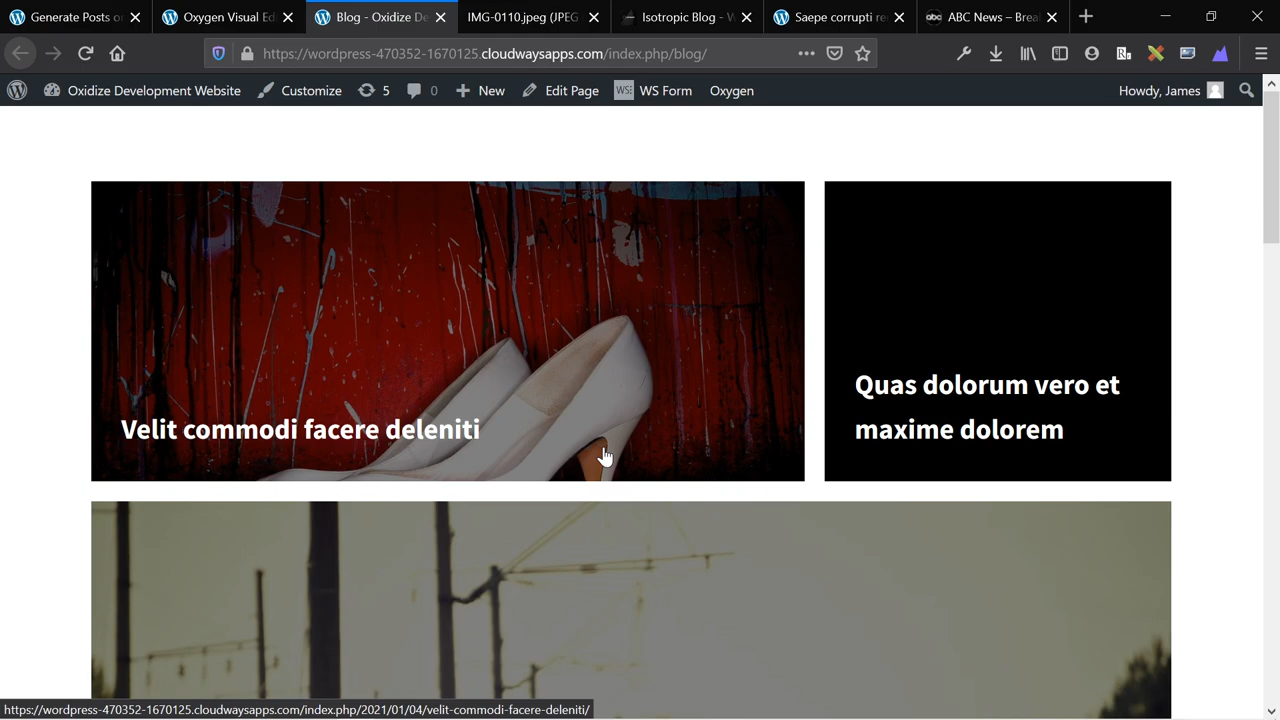 Generate Posts o
Oxygen Visual Ed
Blog - Oxidize De
IMG-0110.jpeg (JPEG
Isotropic Blog - W
Saepe corrupti re
abc
ABC News – Brea
https://wordpress-470352-1670125.cloudwaysapps.com/index.php/blog/
Oxidize Development Website
Customize
5
0
New
Edit Page
WS WS Form
Oxygen
Howdy, James
Velit commodi facere deleniti
Quas dolorum vero et
maxime dolorem
https://wordpress-470352-1670125.cloudwaysapps.com/index.php/2021/01/04/velit-commodi-facere-deleniti/